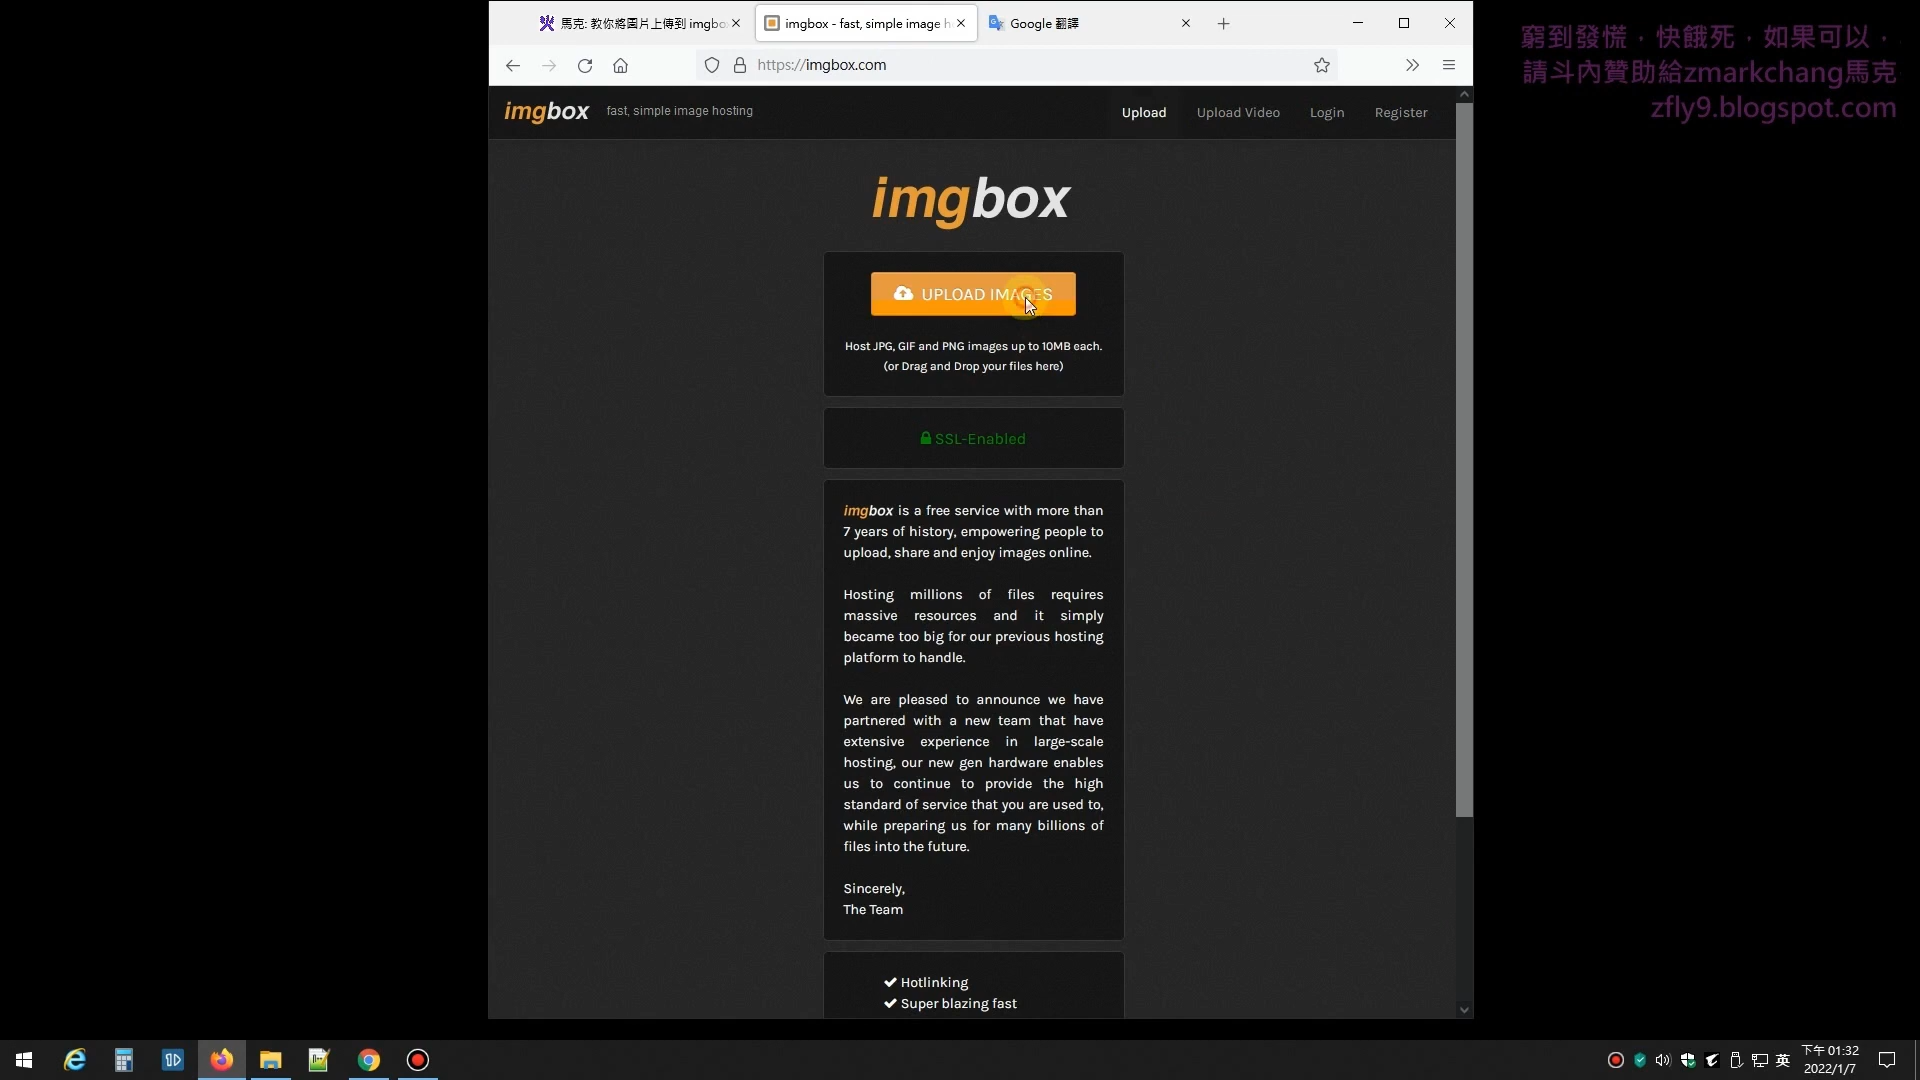 馬克: 教你將圖片上傳到 imgbo
imgbox - fast, simple image h
Google 翻譯
https://imgbox.com
imgbox fast, simple image hosting
Upload Upload Video Login Register
imgbox
UPLOAD IMAGES
Host JPG, GIF and PNG images up to 10MB each.
(or Drag and Drop your files here)
SSL-Enabled
imgbox is a free service with more than
7 years of history, empowering people to
upload, share and enjoy images online.
Hosting millions of files requires
massive resources and it simply
became too big for our previous hosting
platform to handle.
We are pleased to announce we have
partnered with a new team that have
extensive experience in large-scale
hosting, our new gen hardware enables
us to continue to provide the high
standard of service that you are used to,
while preparing us for many billions of
files into the future.
Sincerely,
The Team
Hotlinking
Super blazing fast
窮到發慌，快餓死，如果可以，
請斗內贊助給zmarkchang馬克
zfly9.blogspot.com
英
下午 01:32
2022/1/7